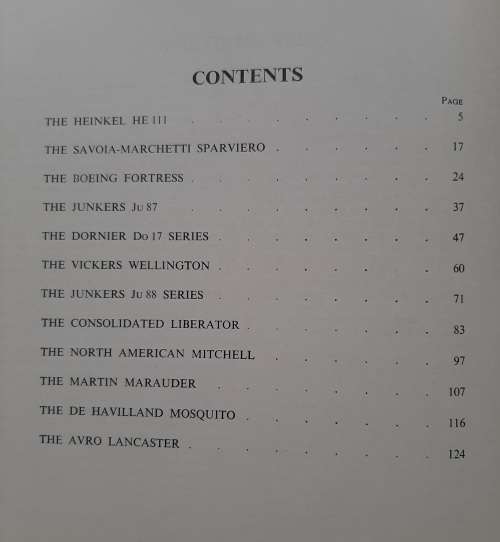 CONTENTS
PAGE
THE HEINKEL HE 111 . . . . . . . . . 5
THE SAVOIA-MARCHETTI SPARVIERO . . . . . . 17
THE BOEING FORTRESS . . . . . . . . . 24
THE JUNKERS JU 87 . . . . . . . . . 37
THE DORNIER DO 17 SERIES . . . . . . . . 47
THE VICKERS WELLINGTON . . . . . . . . 60
THE JUNKERS JU 88 SERIES . . . . . . . . 71
THE CONSOLIDATED LIBERATOR . . . . . . . 83
THE NORTH AMERICAN MITCHELL . . . . . . 97
THE MARTIN MARAUDER . . . . . . . . 107
THE DE HAVILLAND MOSQUITO . . . . . . . 116
THE AVRO LANCASTER . . . . . . . . . 124